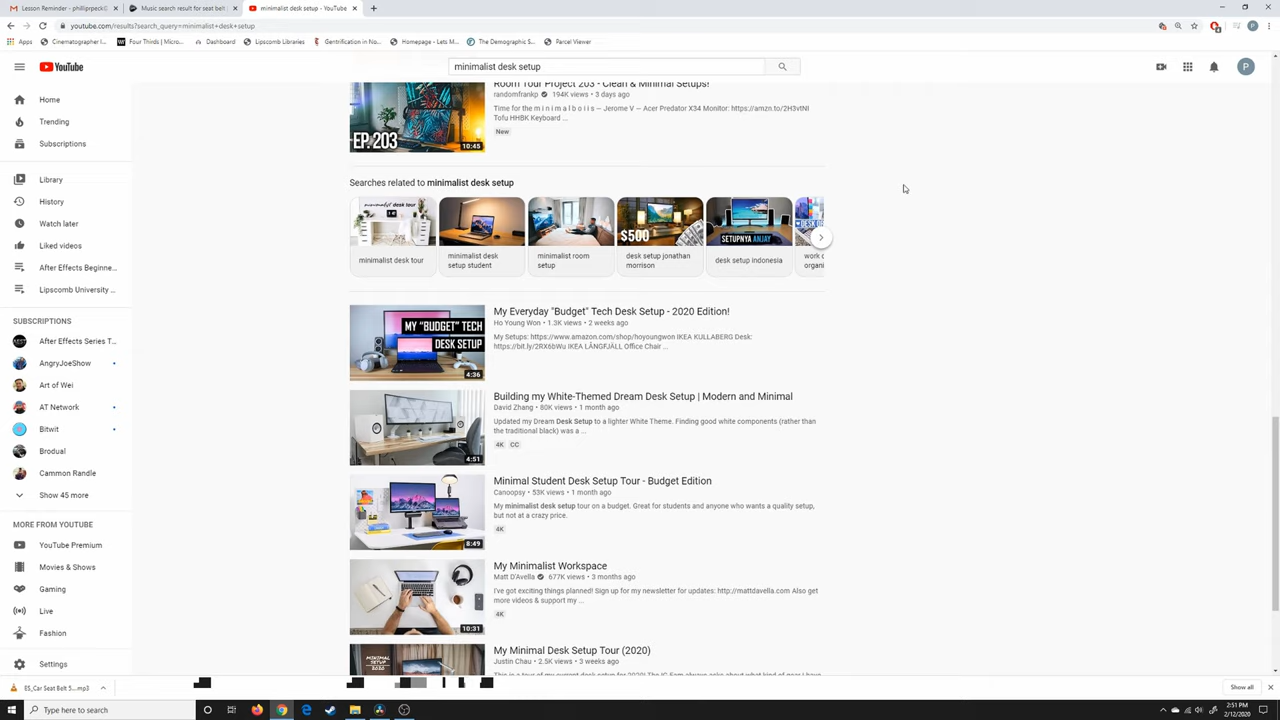 Lesson Reminder - phillipreck@
Music search result for seat belt
minimalist desk setup - YouTube
youtube.com/results?search_query=minimalist+desk+setup
Apps
Cinematographer I...
Four Thirds | Micro...
Dashboard
Lipscomb Libraries
Gentrification in No...
Homepage - Lets M...
The Demographic S...
Parcel Viewer
YouTube
minimalist desk setup
P
Home
Trending
Subscriptions
Library
History
Watch later
Liked videos
After Effects Beginne...
Lipscomb University ...
SUBSCRIPTIONS
After Effects Series T...
AngryJoeShow
Art of Wei
AT Network
Bitwit
Brodual
Cammon Randle
Show 45 more
MORE FROM YOUTUBE
YouTube Premium
Movies & Shows
Gaming
Live
Fashion
Settings
Room Tour Project 203 - Clean & Minimal Setups!
randomfrankp 194K views • 3 days ago
Time for the m i n i m a l b o i i s -- Jerome V -- Acer Predator X34 Monitor: https://amzn.to/2H3vtNI
Tofu HHBK Keyboard ...
New
EP.203
10:45
Searches related to minimalist desk setup
$500
SETUPNYA ANJAY
minimalist desk tour
minimalist desk
setup student
minimalist room
setup
desk setup jonathan
morrison
desk setup indonesia
work d
organi
MY "BUDGET" TECH
DESK SETUP
4:36
My Everyday "Budget" Tech Desk Setup - 2020 Edition!
Ho Young Won • 1.3K views • 2 weeks ago
My Setups: https://www.amazon.com/shop/hoyoungwon IKEA KULLABERG Desk:
https://bit.ly/2RX6bWu IKEA LÅNGFJÄLL Office Chair ...
4:51
Building my White-Themed Dream Desk Setup | Modern and Minimal
David Zhang • 80K views • 1 month ago
Updated my Dream Desk Setup to a lighter White Theme. Finding good white components (rather than
the traditional black) was a ...
4K CC
8:49
Minimal Student Desk Setup Tour - Budget Edition
Canoopsy • 53K views • 1 month ago
My minimalist desk setup tour on a budget. Great for students and anyone who wants a quality setup,
but not at a crazy price.
4K
10:31
My Minimalist Workspace
Matt D'Avella 677K views • 3 months ago
I've got exciting things planned! Sign up for my newsletter for updates: http://mattdavella.com Also get
more videos & support my ...
4K
MINIMAL
SETUP
2020
My Minimal Desk Setup Tour (2020)
Justin Chau • 2.5K views • 3 weeks ago
ES_Car Seat Belt 5....mp3
Show all
Type here to search
2:51 PM
2/12/2020